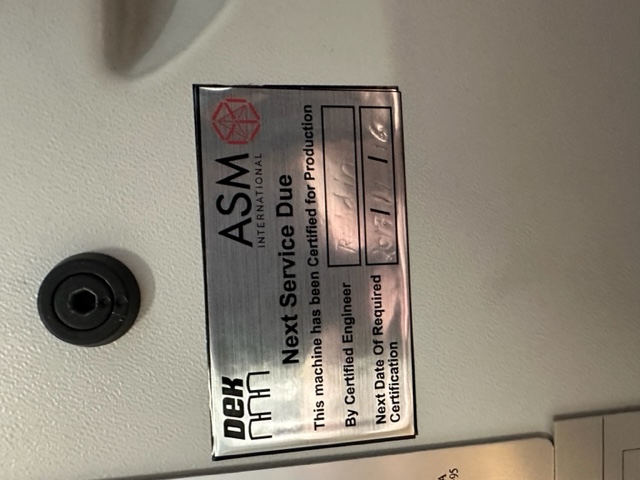 DEK
ASM
INTERNATIONAL
Next Service Due
This machine has been Certified for Production
By Certified Engineer
Next Date Of Required
Certification
-95